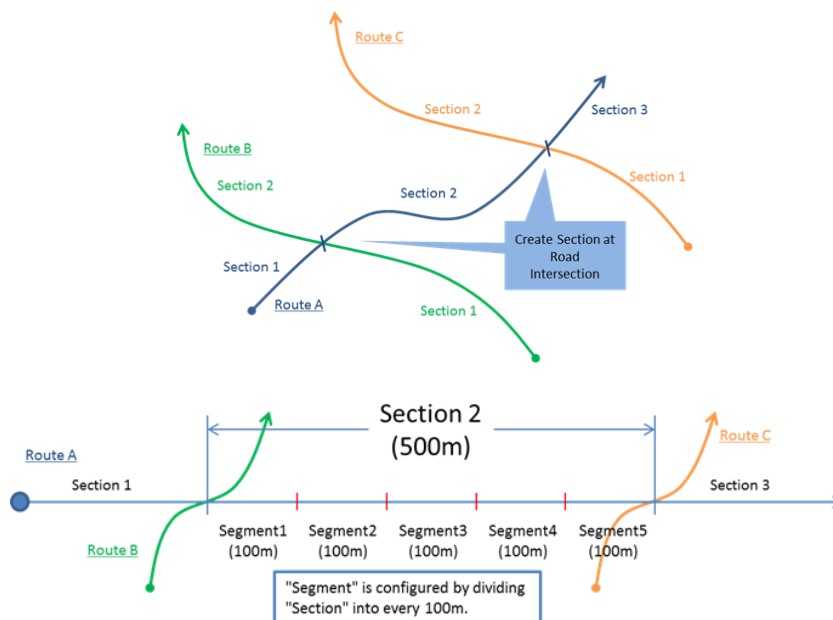 Route C
Section 2
Section 3
Route B
Section 2
Section 2
Section 1
Create Section at
Road
Intersection
Section 1
Route A
Section 1
Section 2
(500m)
Route A
Route C
Section 1
Section 3
Segment1
(100m)
Segment2
(100m)
Segment3
(100m)
Segment4
(100m)
Segment5
(100m)
Route B
"Segment" is configured by dividing
"Section" into every 100m.